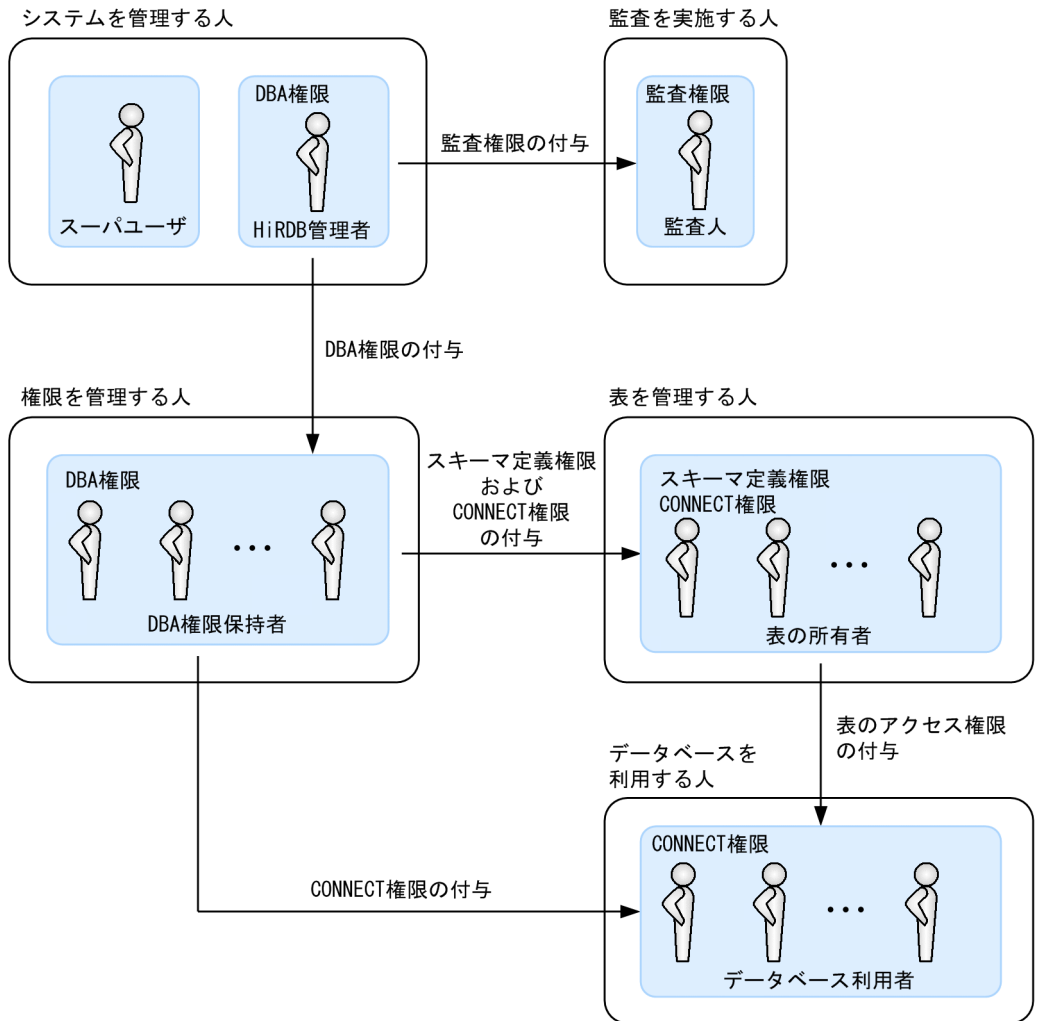 システムを管理する人
監査を実施する人
DBA権限
監査権限
監査権限の付与
スーパユーザ
HiRDB管理者
監査人
DBA権限の付与
権限を管理する人
表を管理する人
DBA権限
スキーマ定義権限
および
CONNECT権限
の付与
スキーマ定義権限
CONNECT権限
・・・
・・・
DBA権限保持者
表の所有者
表のアクセス権限
の付与
データベースを
利用する人
CONNECT権限
CONNECT権限の付与
・・・
データベース利用者